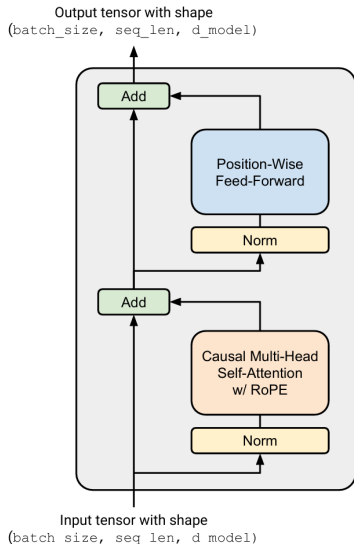 Output tensor with shape
(batch_size, seq_len, d_model)
Add
Position-Wise
Feed-Forward
Norm
Add
Causal Multi-Head
Self-Attention
w/ RoPE
Norm
Input tensor with shape
(batch_size, seq_len, d_model)